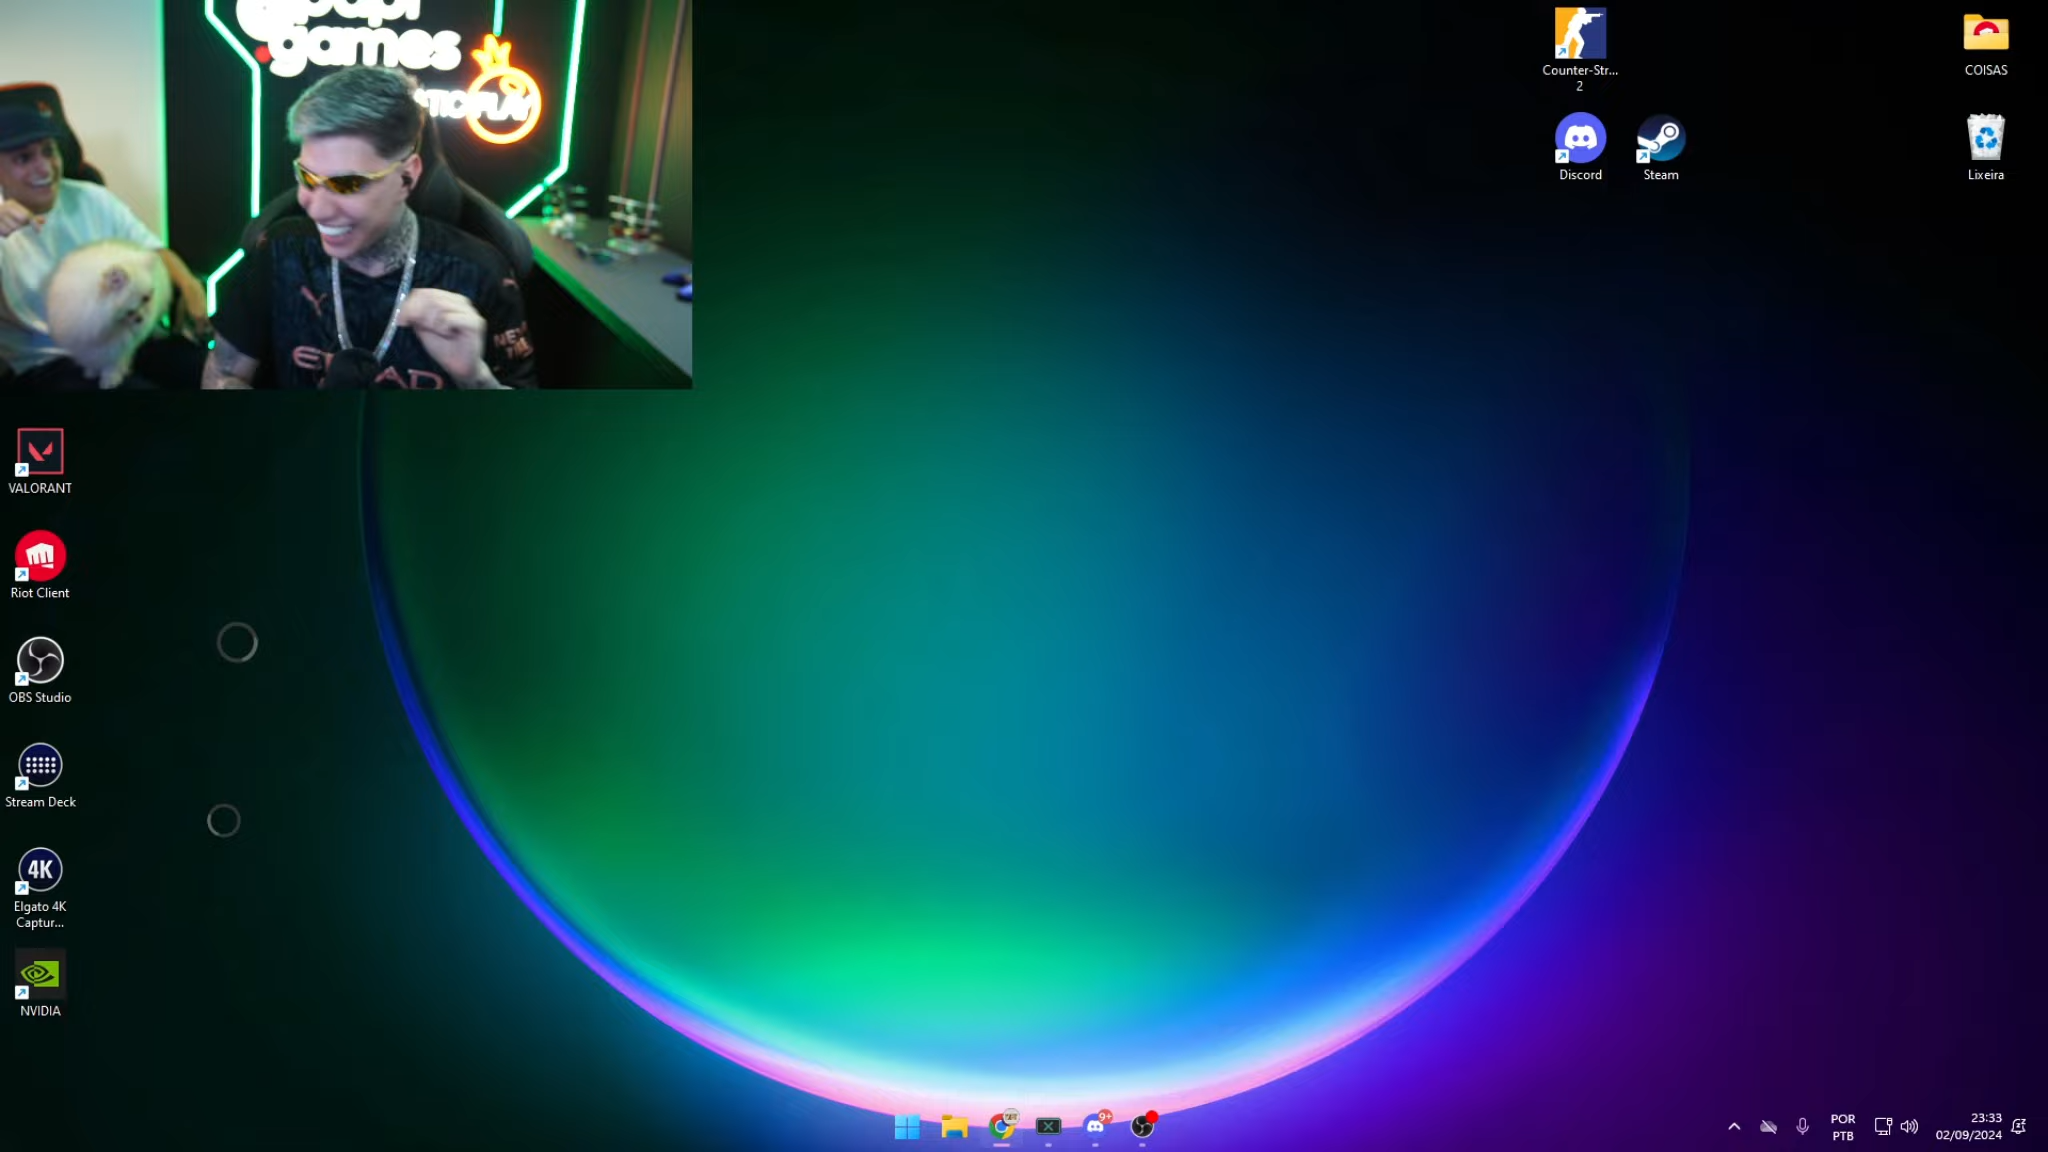 games
Counter-Str...
2
COISAS
Discord
Steam
Lixeira
VALORANT
Riot Client
OBS Studio
Stream Deck
4K
Elgato 4K
Captur...
NVIDIA
9+
POR
PTB
23:33
02/09/2024